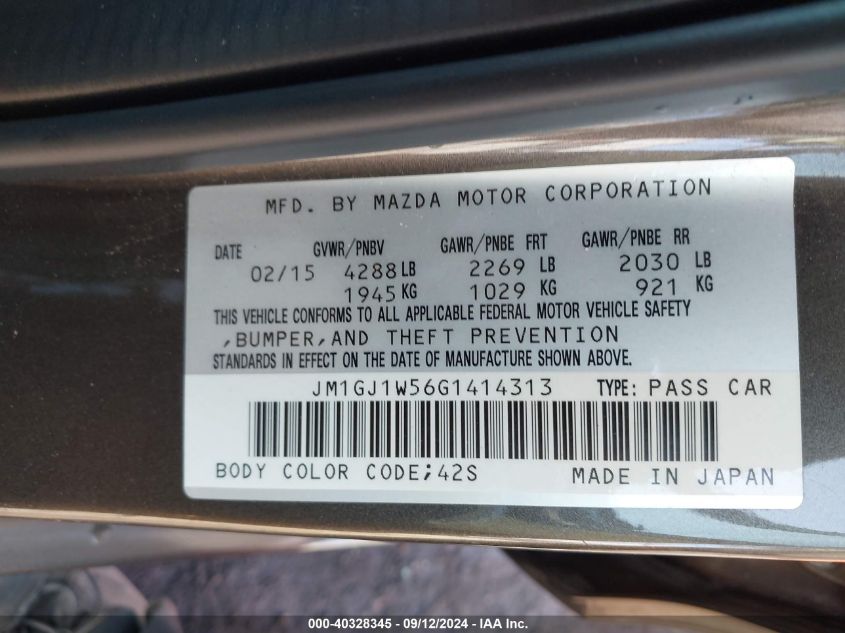 MFD. BY MAZDA MOTOR CORPORATION
DATE GVWR/PNBV GAWR/PNBE FRT GAWR/PNBE RR
02/15 4288 LB 2269 LB 2030 LB
1945 KG 1029 KG 921 KG
THIS VEHICLE CONFORMS TO ALL APPLICABLE FEDERAL MOTOR VEHICLE SAFETY
,BUMPER,AND THEFT PREVENTION
STANDARDS IN EFFECT ON THE DATE OF MANUFACTURE SHOWN ABOVE.
JM1GJ1W56G1414313 TYPE: PASS CAR
BODY COLOR CODE;42S MADE IN JAPAN
000-40328345 - 09/12/2024 - IAA Inc.